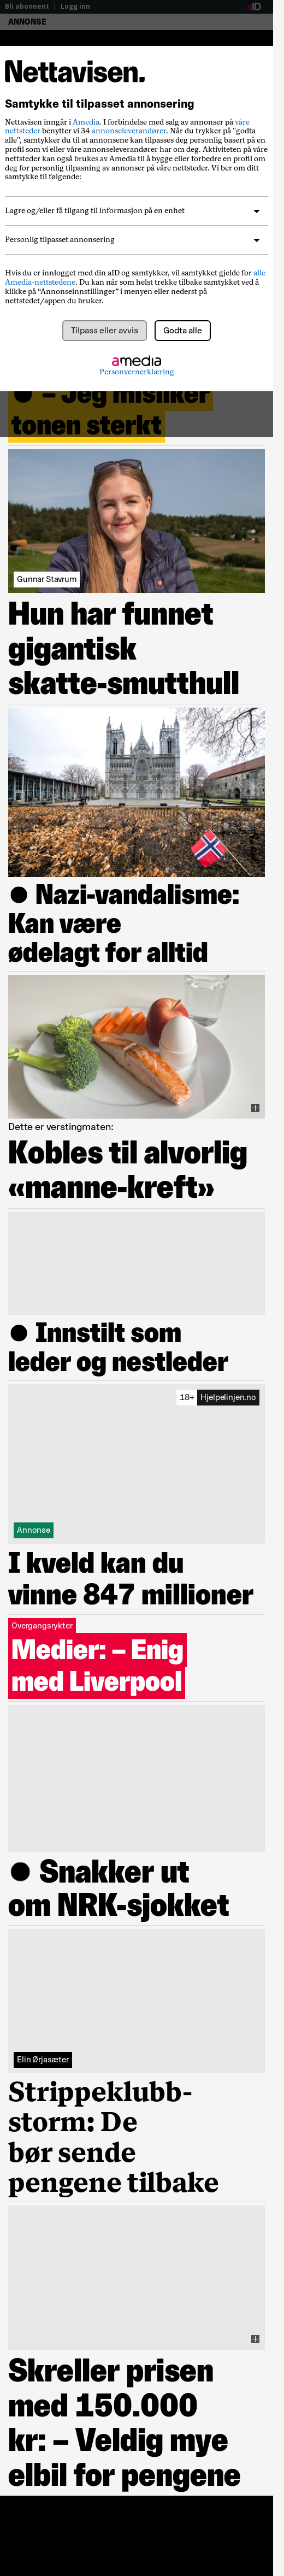 Bli abonnent | Logg inn
aID
ANNONSE
Nettavisen.
Samtykke til tilpasset annonsering
Nettavisen inngår i Amedia. I forbindelse med salg av annonser på våre
nettsteder benytter vi 34 annonseleverandører. Når du trykker på "godta
alle", samtykker du til at annonsene kan tilpasses deg personlig basert på en
profil som vi eller våre annonseleverandører har om deg. Aktiviteten på våre
nettsteder kan også brukes av Amedia til å bygge eller forbedre en profil om
deg for personlig tilpasning av annonser på våre nettsteder. Vi ber om ditt
samtykke til følgende:
Lagre og/eller få tilgang til informasjon på en enhet
Personlig tilpasset annonsering
Hvis du er innlogget med din aID og samtykker, vil samtykket gjelde for alle
Amedia-nettstedene. Du kan når som helst trekke tilbake samtykket ved å
klikke på “Annonseinnstillinger” i menyen eller nederst på
nettstedet/appen du bruker.
Tilpass eller avvis
Godta alle
amedia
Personvernerklæring
● – Jeg misliker
tonen sterkt
Gunnar Stavrum
Hun har funnet
gigantisk
skatte-smutthull
● Nazi-vandalisme:
Kan være
ødelagt for alltid
Dette er verstingmaten:
Kobles til alvorlig
«manne-kreft»
● Innstilt som
leder og nestleder
18+ Hjelpelinjen.no
Annonse
I kveld kan du
vinne 847 millioner
Overgangsrykter
Medier: – Enig
med Liverpool
● Snakker ut
om NRK-sjokket
Elin Ørjasæter
Strippeklubb-
storm: De
bør sende
pengene tilbake
Skreller prisen
med 150.000
kr: – Veldig mye
elbil for pengene